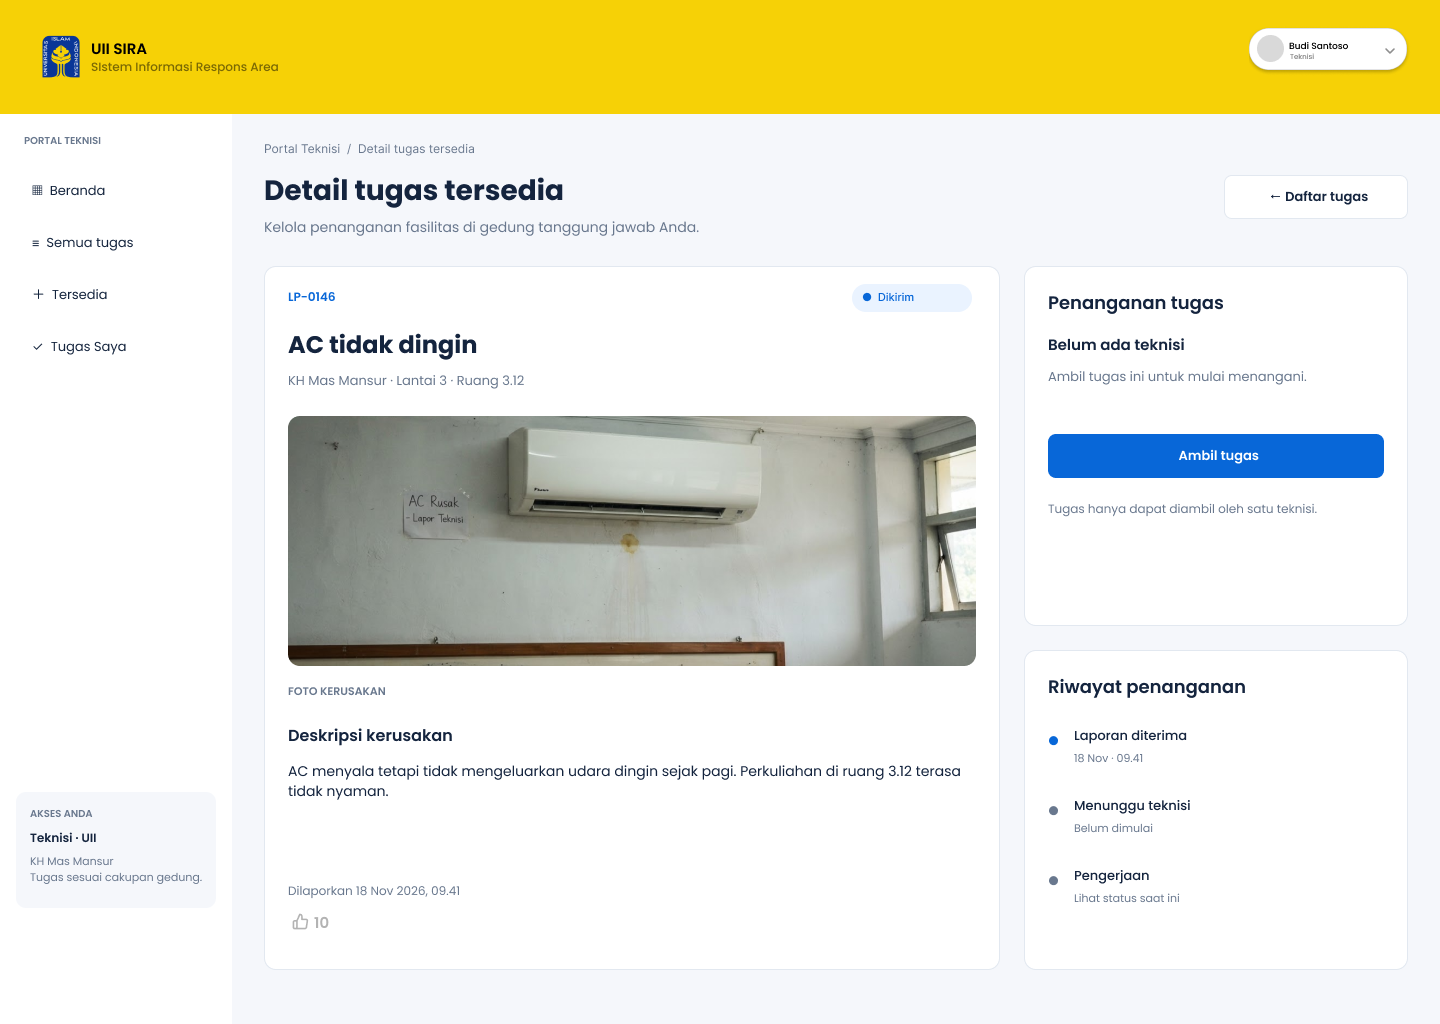 UNIVERSITAS
ISLAM
INDONESIA
UII SIRA
SIstem Informasi Respons Area
Budi Santoso
Teknisi
PORTAL TEKNISI
Beranda
Semua tugas
Tersedia
Tugas Saya
AKSES ANDA
Teknisi · UII
KH Mas Mansur
Tugas sesuai cakupan gedung.
Portal Teknisi / Detail tugas tersedia
Detail tugas tersedia
Kelola penanganan fasilitas di gedung tanggung jawab Anda.
← Daftar tugas
LP-0146
Dikirim
AC tidak dingin
KH Mas Mansur · Lantai 3 · Ruang 3.12
AC Rusak
- Lapor Teknisi
FOTO KERUSAKAN
Deskripsi kerusakan
AC menyala tetapi tidak mengeluarkan udara dingin sejak pagi. Perkuliahan di ruang 3.12 terasa
tidak nyaman.
Dilaporkan 18 Nov 2026, 09.41
10
Penanganan tugas
Belum ada teknisi
Ambil tugas ini untuk mulai menangani.
Ambil tugas
Tugas hanya dapat diambil oleh satu teknisi.
Riwayat penanganan
Laporan diterima
18 Nov · 09.41
Menunggu teknisi
Belum dimulai
Pengerjaan
Lihat status saat ini